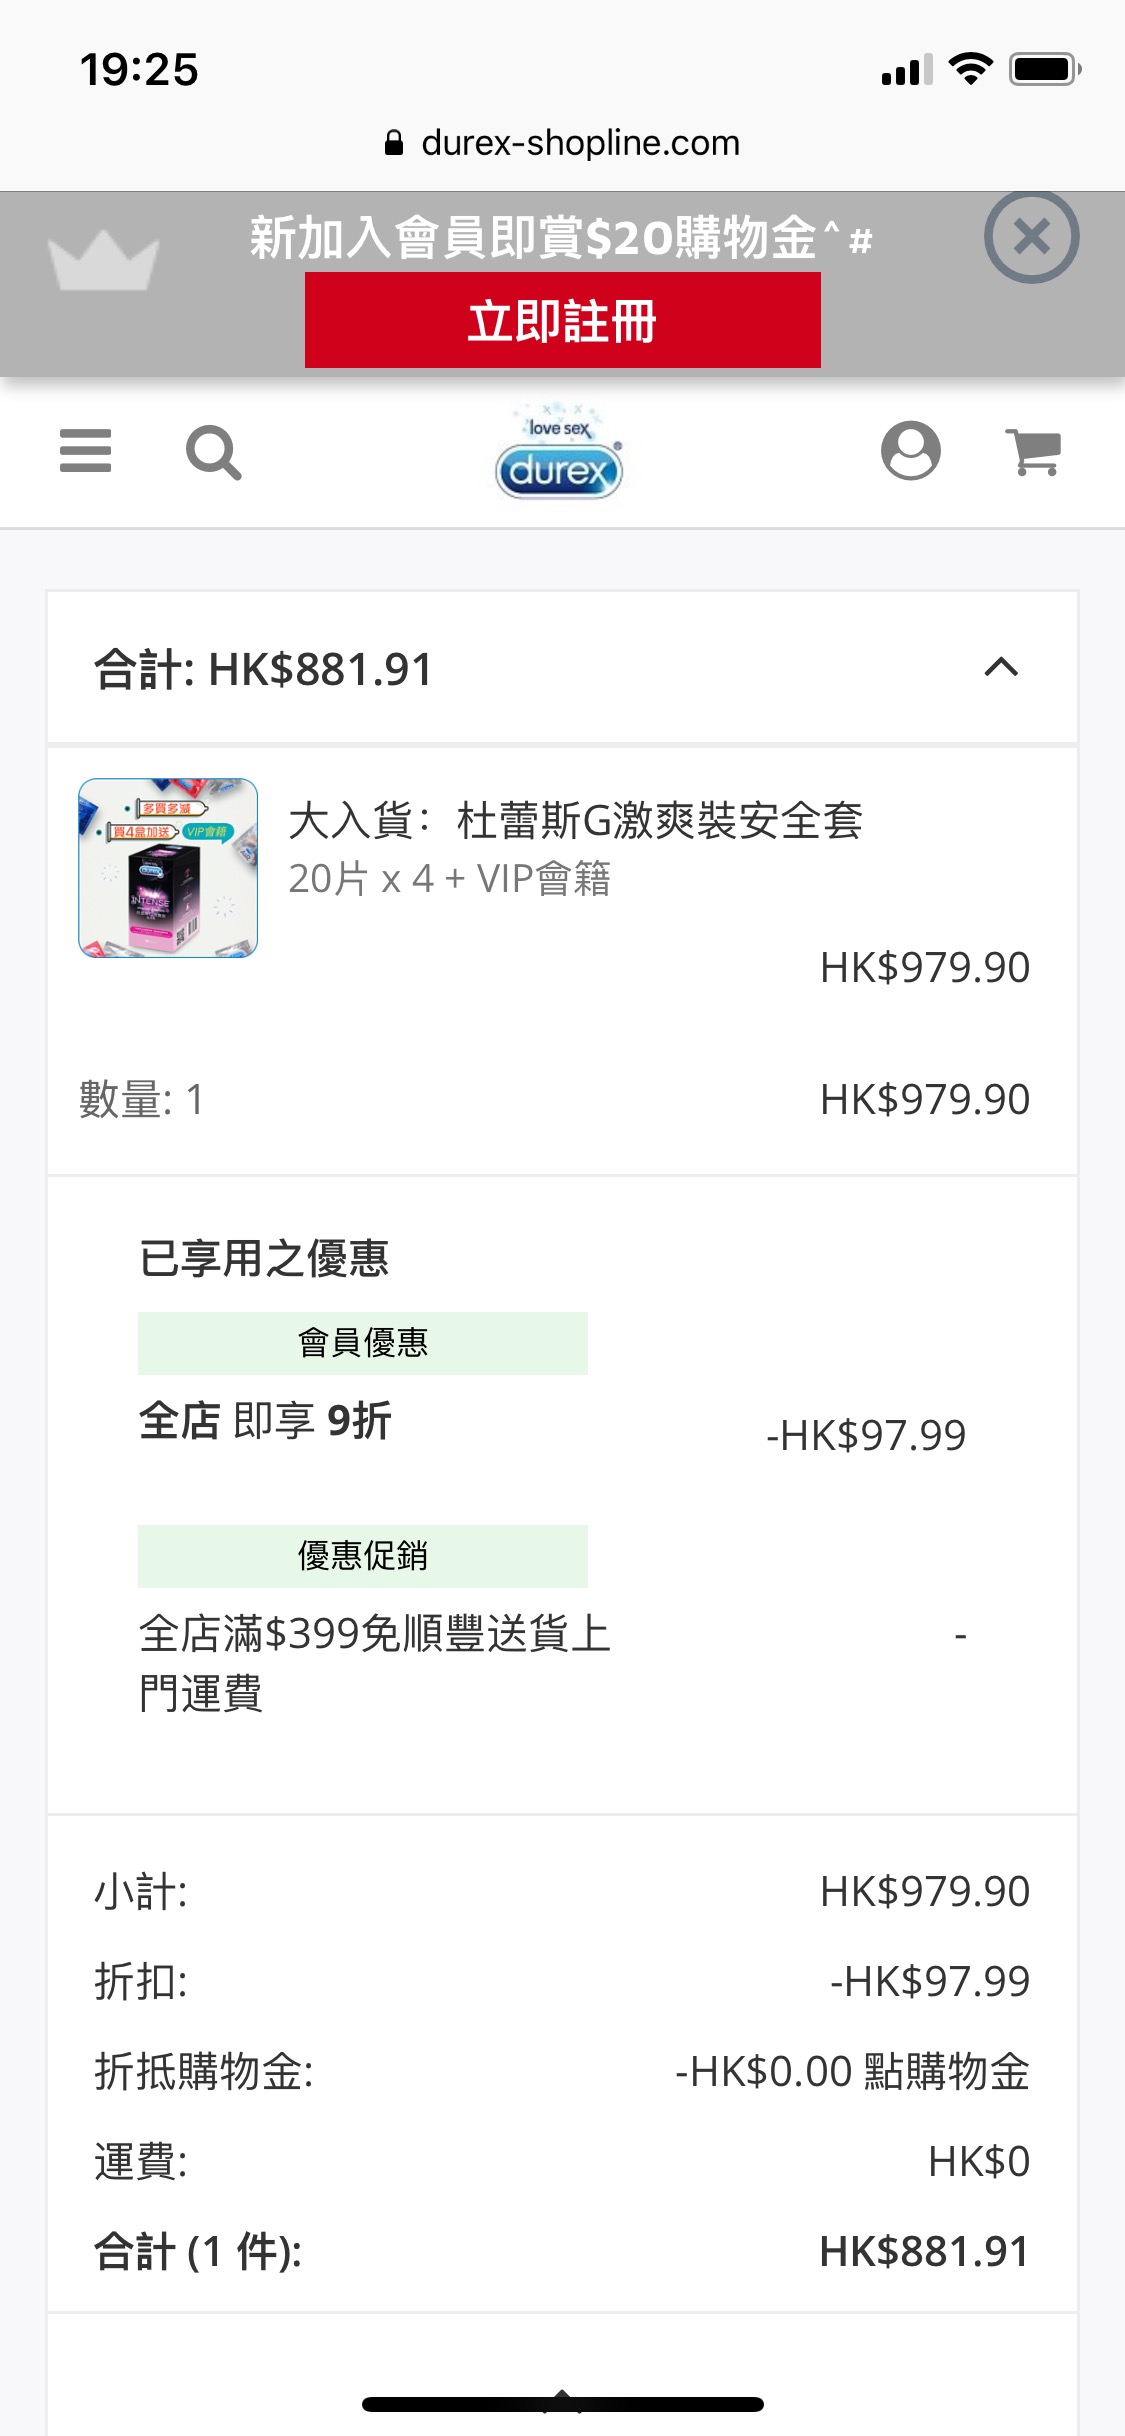 19:25
durex-shopline.com
新加入會員即賞$20購物金^#
立即註冊
love sex
durex®
合計: HK$881.91
多買多減
買4盒加送 VIP會籍
durex
INTENSE
大入貨：杜蕾斯G激爽裝安全套
20片 x 4 + VIP會籍
HK$979.90
數量: 1 HK$979.90
已享用之優惠
會員優惠
全店 即享 9折 -HK$97.99
優惠促銷
全店滿$399免順豐送貨上 -
門運費
小計: HK$979.90
折扣: -HK$97.99
折抵購物金: -HK$0.00 點購物金
運費: HK$0
合計 (1 件): HK$881.91